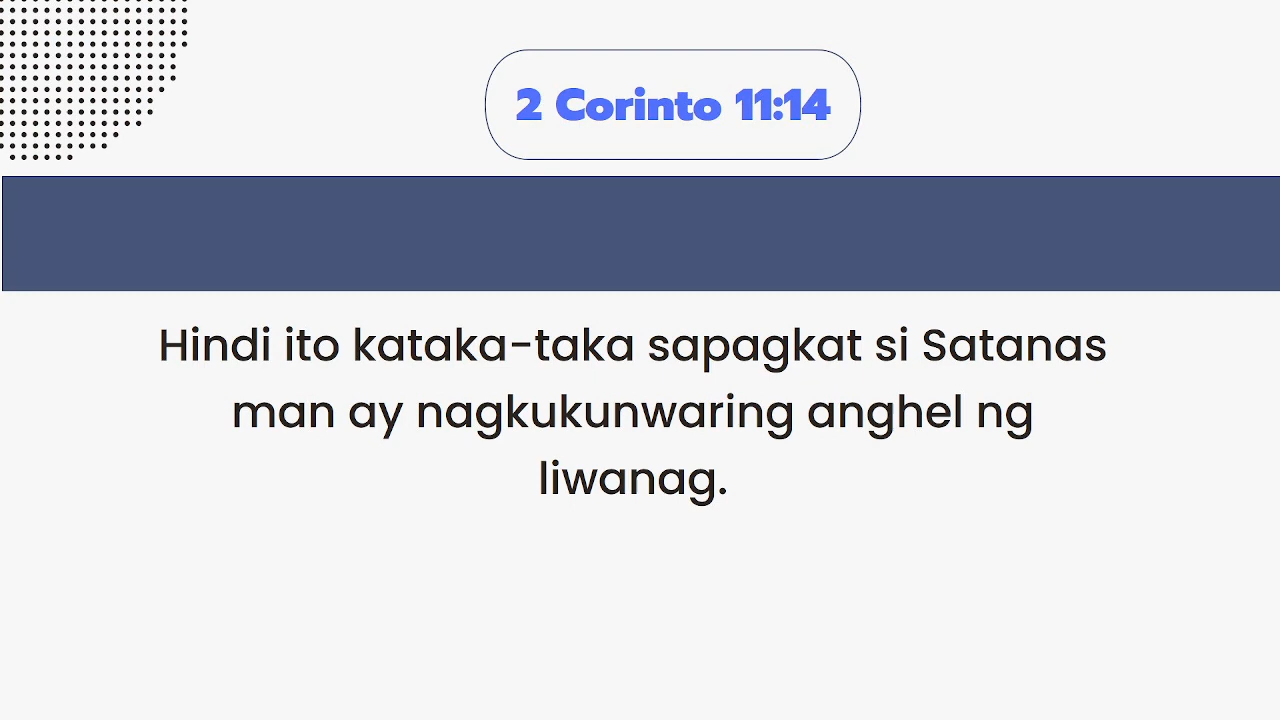 2 Corinto 11:14
Hindi ito kataka-taka sapagkat si Satanas
man ay nagkukunwaring anghel ng
liwanag.